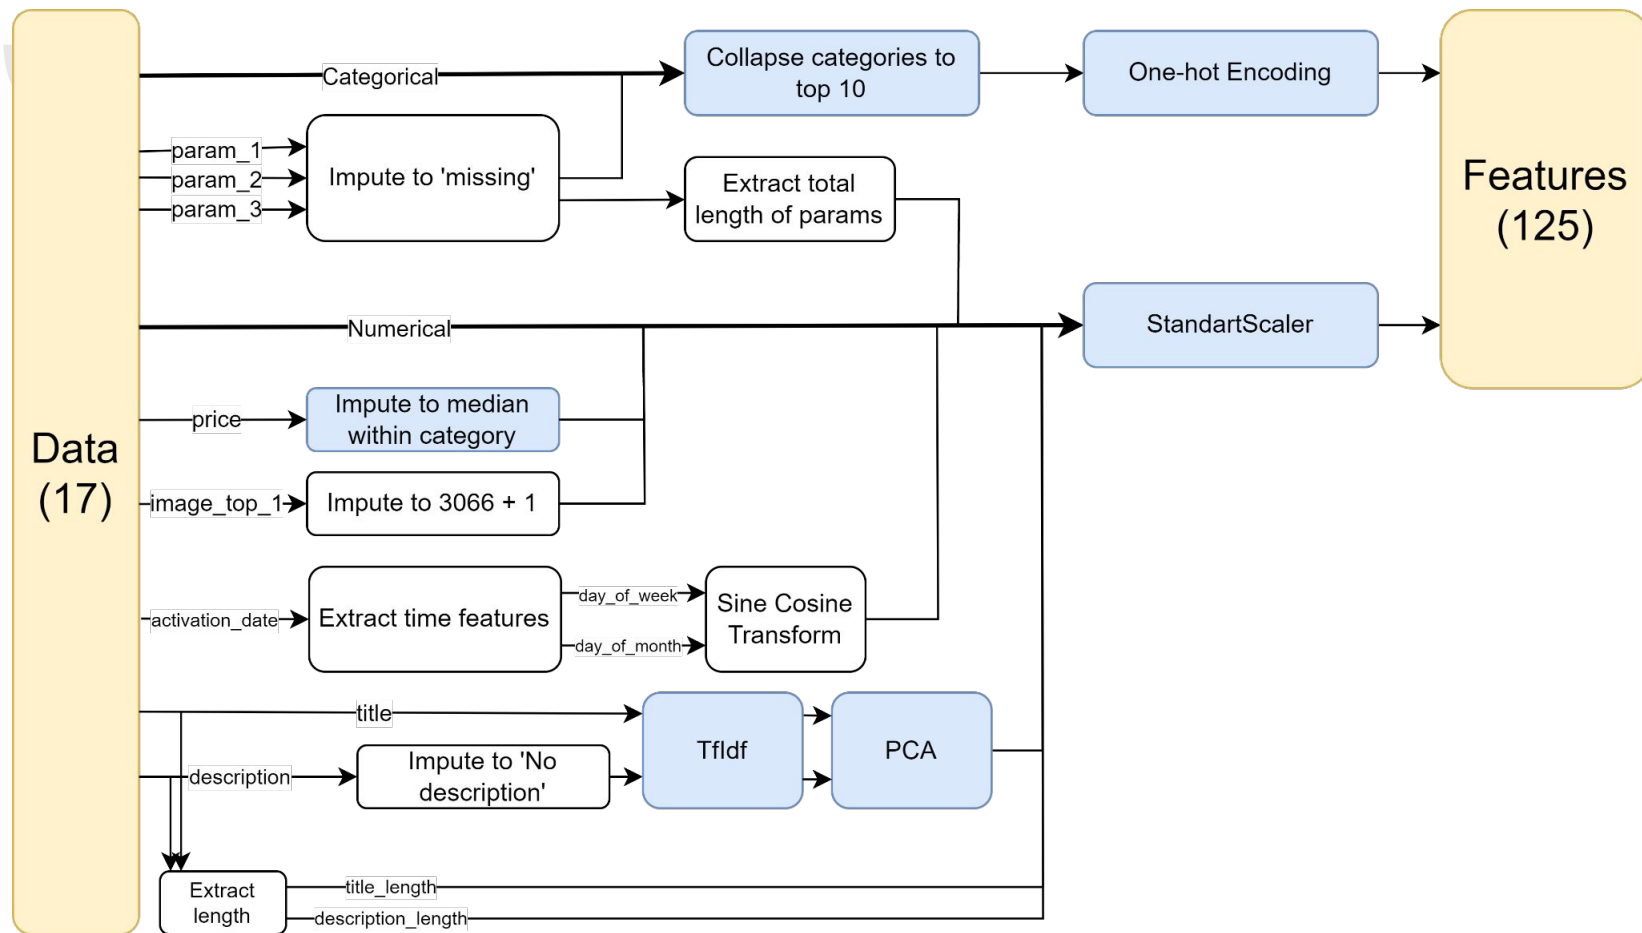 Data
(17)
Categorical
Collapse categories to
top 10
One-hot Encoding
Features
(125)
param_1
param_2
param_3
Impute to 'missing'
Extract total
length of params
Numerical
StandartScaler
price
Impute to median
within category
image_top_1
Impute to 3066 + 1
activation_date
Extract time features
day_of_week
day_of_month
Sine Cosine
Transform
title
description
Impute to 'No
description'
TfIdf
PCA
Extract
length
title_length
description_length